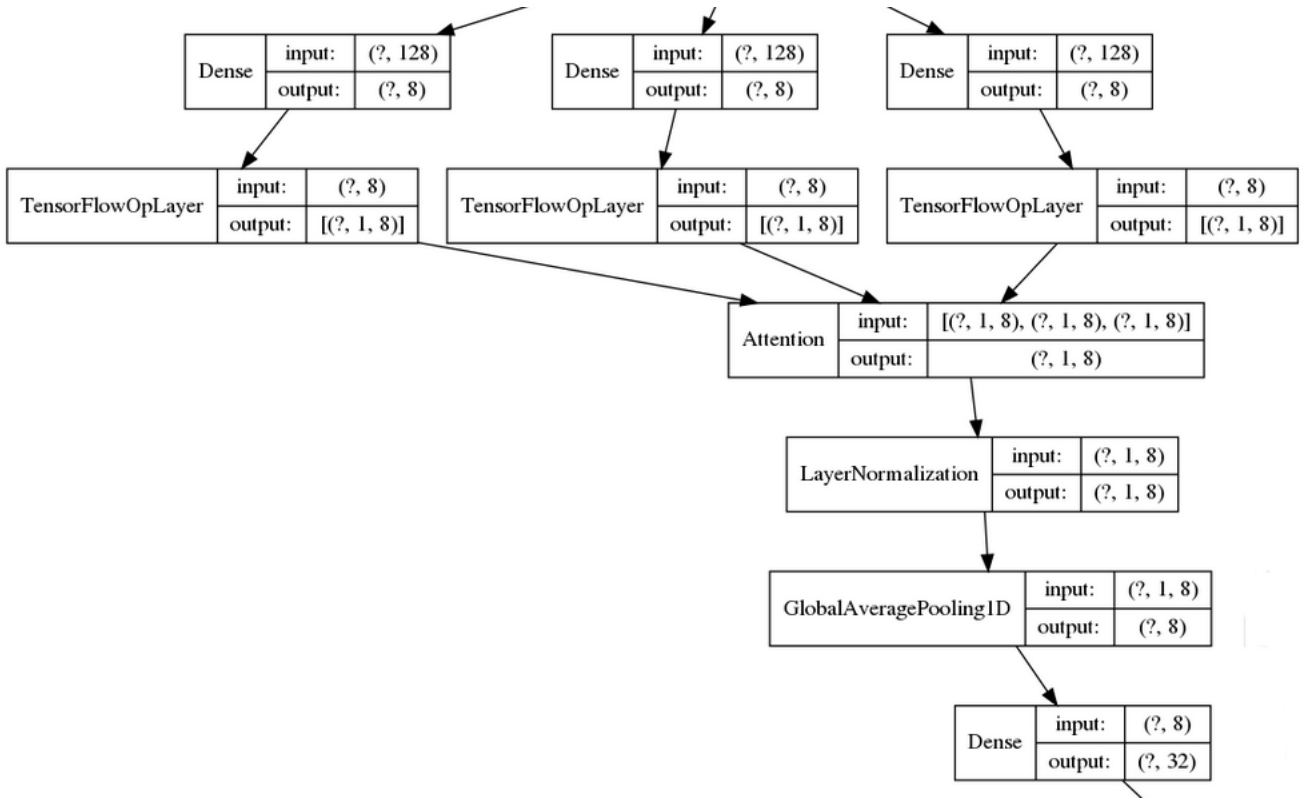 Dense input: (?, 128) output: (?, 8)
Dense input: (?, 128) output: (?, 8)
Dense input: (?, 128) output: (?, 8)
TensorFlowOpLayer input: (?, 8) output: [(?, 1, 8)]
TensorFlowOpLayer input: (?, 8) output: [(?, 1, 8)]
TensorFlowOpLayer input: (?, 8) output: [(?, 1, 8)]
Attention input: [(?, 1, 8), (?, 1, 8), (?, 1, 8)] output: (?, 1, 8)
LayerNormalization input: (?, 1, 8) output: (?, 1, 8)
GlobalAveragePooling1D input: (?, 1, 8) output: (?, 8)
Dense input: (?, 8) output: (?, 32)